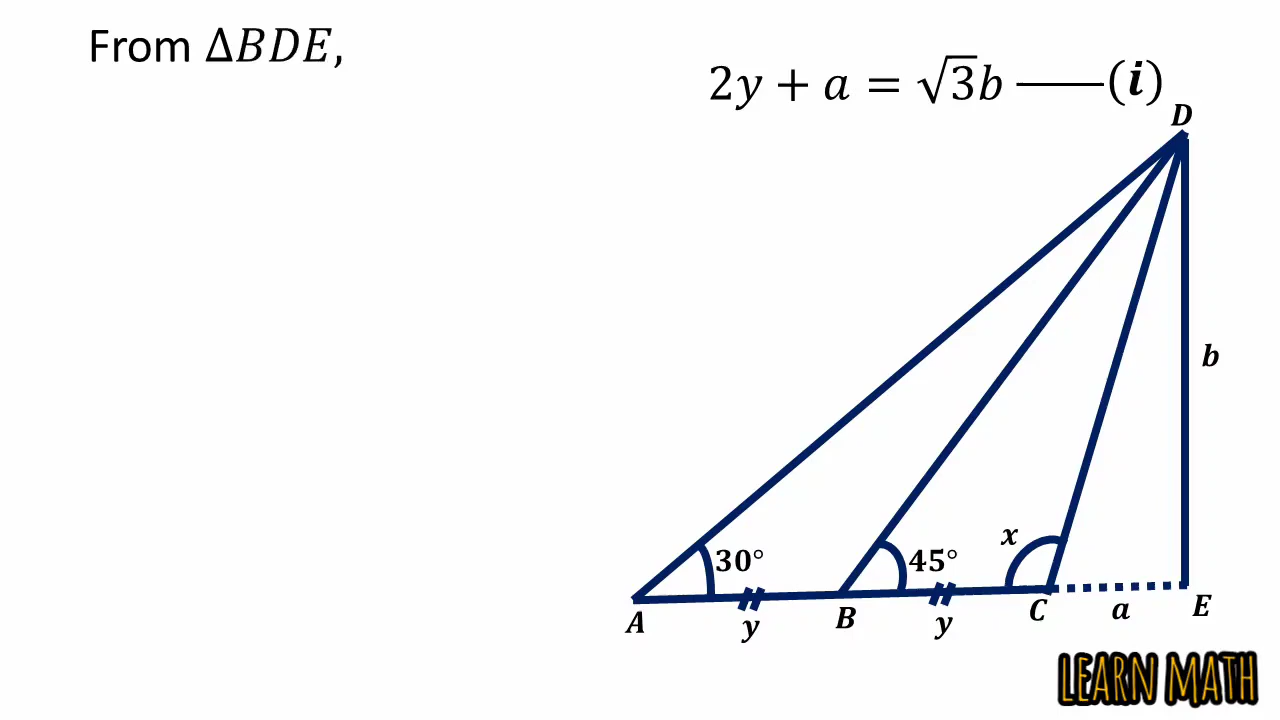 From ΔBDE,
2y + a = √3b ——(i)
D
b
30°
45°
x
A
y
B
y
C
a
E
LEARN MATH